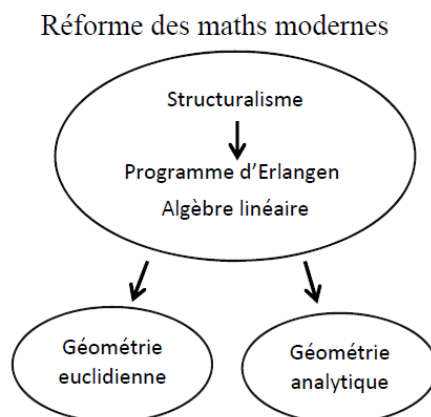 Réforme des maths modernes
Structuralisme
Programme d'Erlangen
Algèbre linéaire
Géométrie
euclidienne
Géométrie
analytique